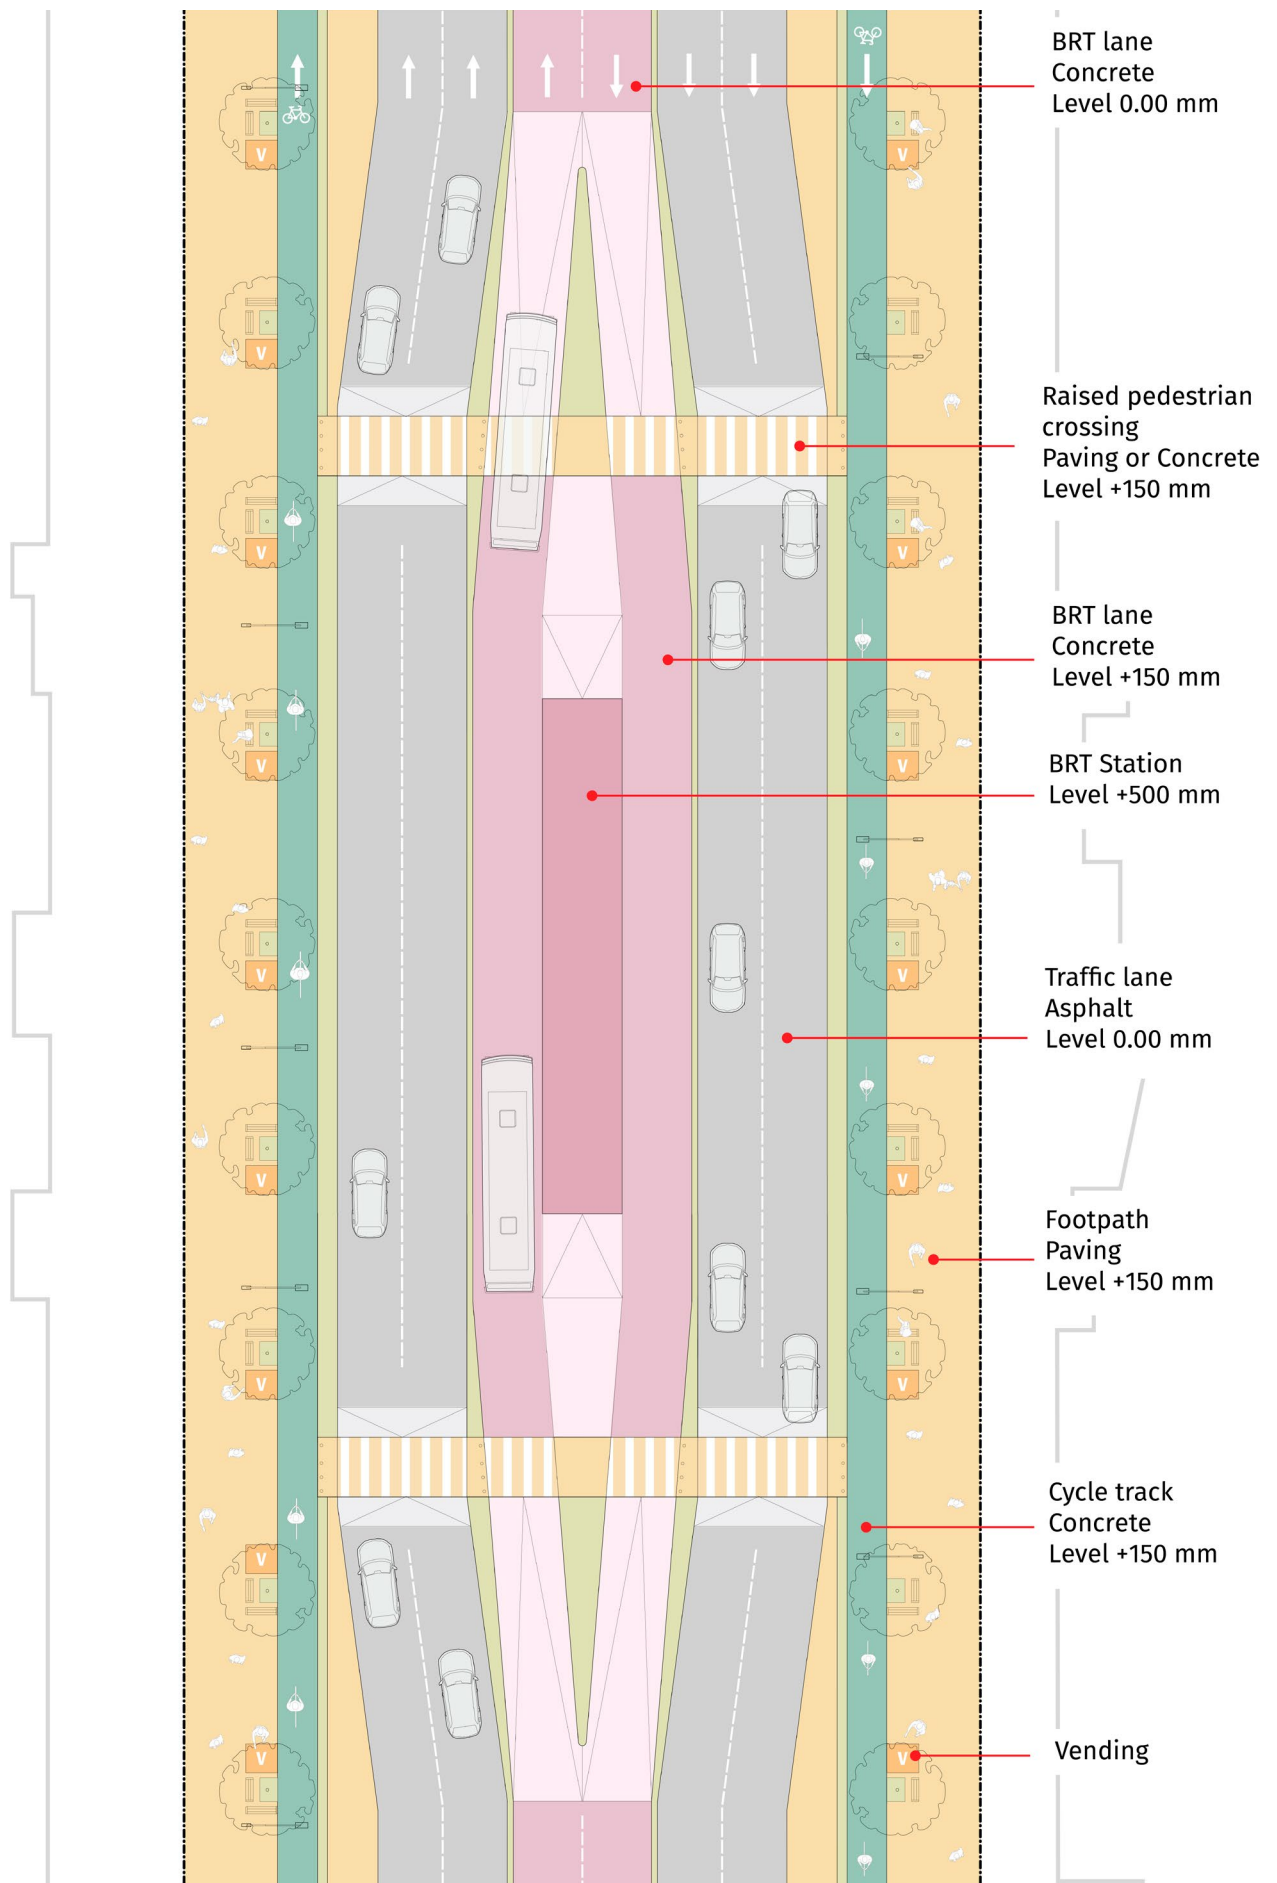 BRT lane
Concrete
Level 0.00 mm
V V
V
Raised pedestrian
crossing
Paving or Concrete
Level +150 mm
V V
BRT lane
Concrete
Level +150 mm
V V
BRT Station
Level +500 mm
V V
Traffic lane
Asphalt
Level 0.00 mm
V V
Footpath
Paving
Level +150 mm
V V
Cycle track
Concrete
Level +150 mm
V
Vending
V V